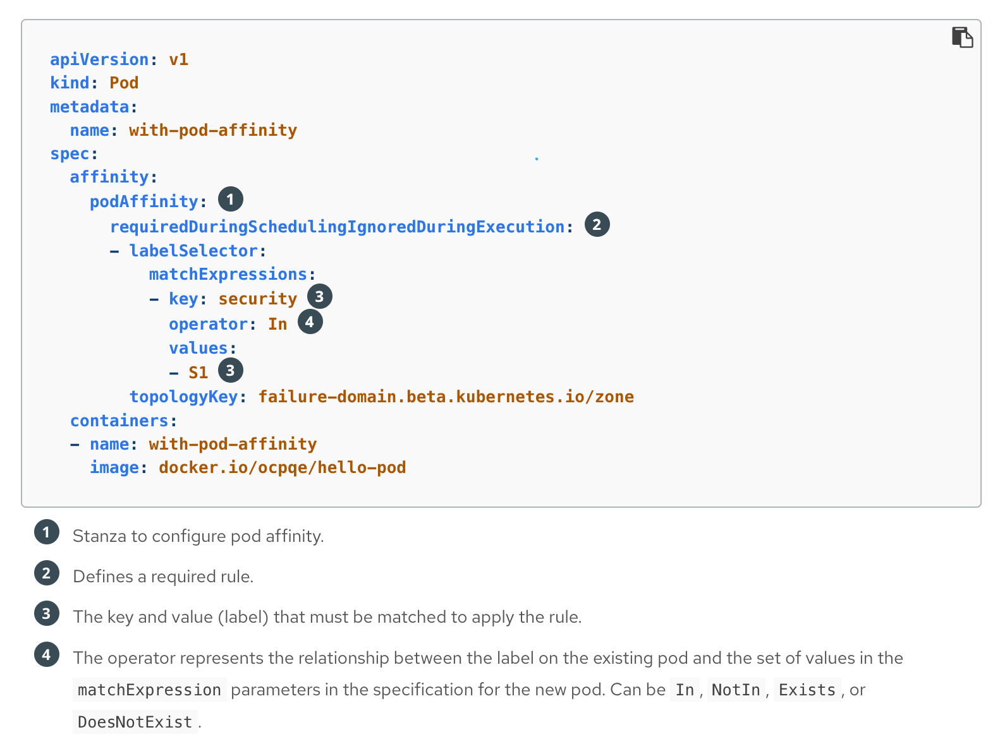 apiVersion: v1
kind: Pod
metadata:
  name: with-pod-affinity
spec:
  affinity:
    podAffinity: 1
      requiredDuringSchedulingIgnoredDuringExecution: 2
      - labelSelector:
          matchExpressions:
          - key: security 3
            operator: In 4
            values:
            - S1 3
        topologyKey: failure-domain.beta.kubernetes.io/zone
  containers:
  - name: with-pod-affinity
    image: docker.io/ocpqe/hello-pod
1 Stanza to configure pod affinity.
2 Defines a required rule.
3 The key and value (label) that must be matched to apply the rule.
4 The operator represents the relationship between the label on the existing pod and the set of values in the
matchExpression parameters in the specification for the new pod. Can be In, NotIn, Exists, or
DoesNotExist.